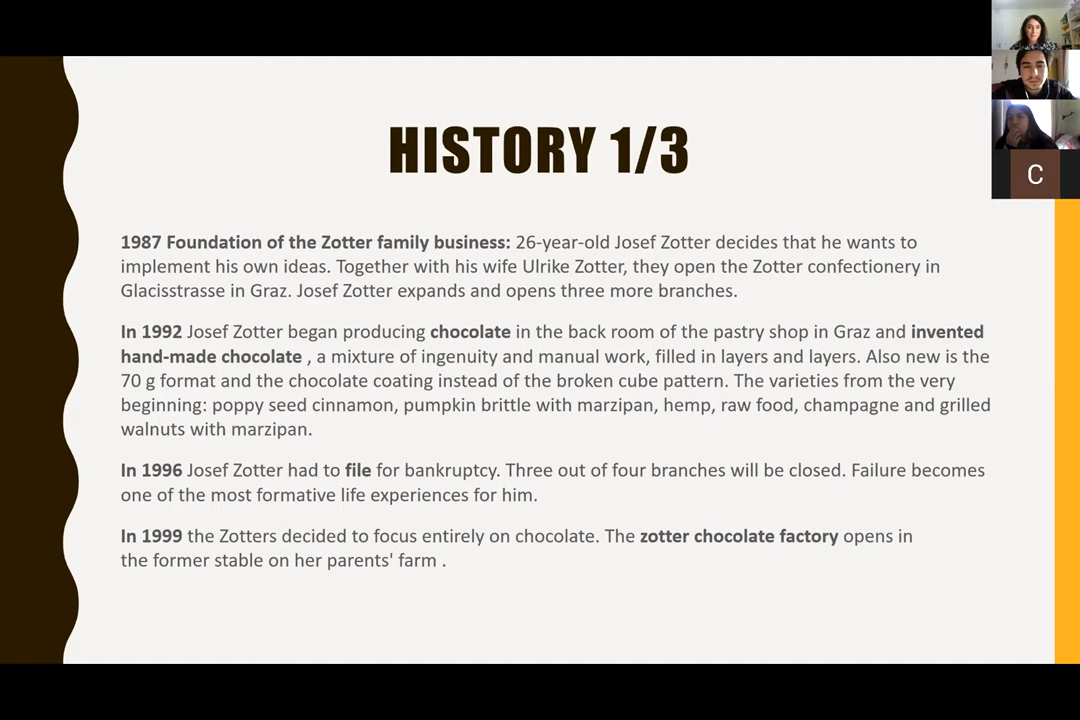 HISTORY 1/3
C
1987 Foundation of the Zotter family business: 26-year-old Josef Zotter decides that he wants to
implement his own ideas. Together with his wife Ulrike Zotter, they open the Zotter confectionery in
Glacisstrasse in Graz. Josef Zotter expands and opens three more branches.
In 1992 Josef Zotter began producing chocolate in the back room of the pastry shop in Graz and invented
hand-made chocolate , a mixture of ingenuity and manual work, filled in layers and layers. Also new is the
70 g format and the chocolate coating instead of the broken cube pattern. The varieties from the very
beginning: poppy seed cinnamon, pumpkin brittle with marzipan, hemp, raw food, champagne and grilled
walnuts with marzipan.
In 1996 Josef Zotter had to file for bankruptcy. Three out of four branches will be closed. Failure becomes
one of the most formative life experiences for him.
In 1999 the Zotters decided to focus entirely on chocolate. The zotter chocolate factory opens in
the former stable on her parents' farm .